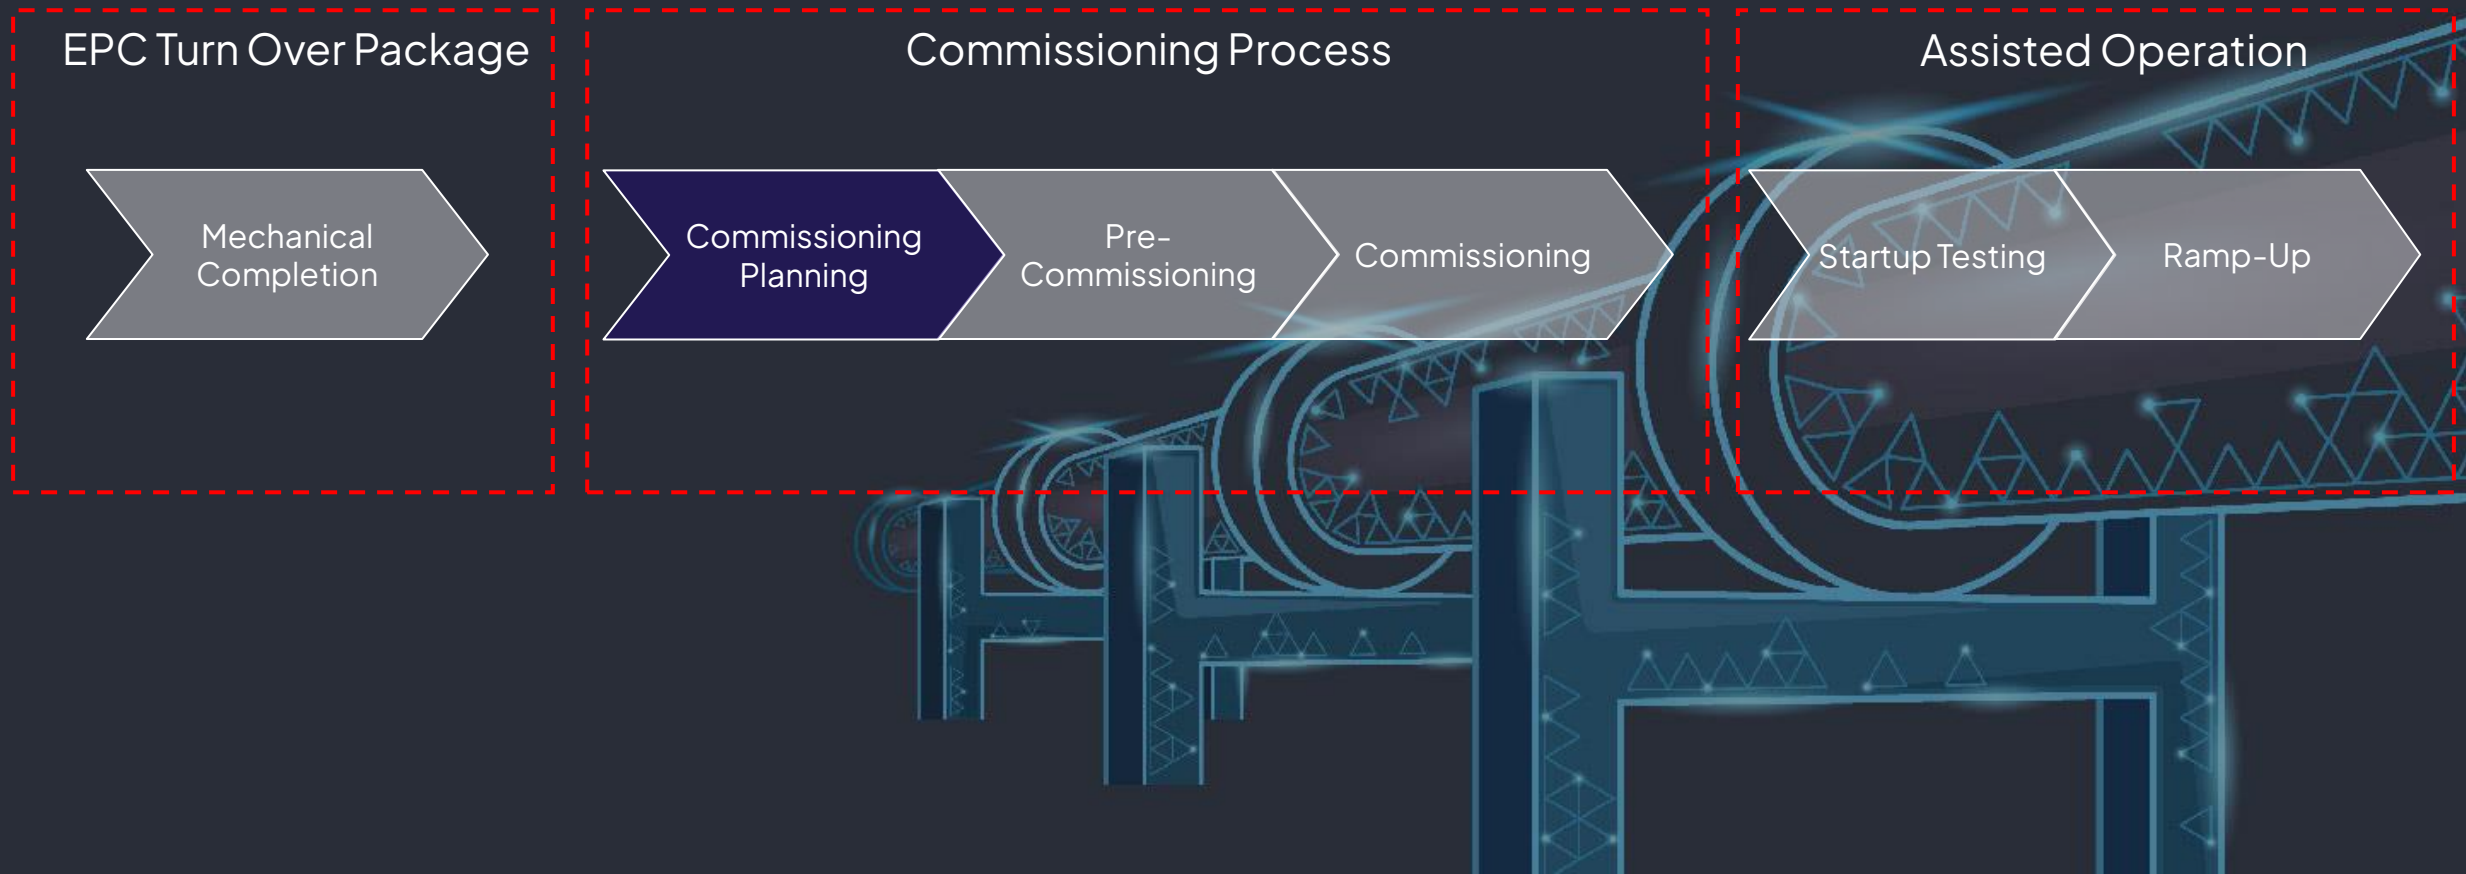 EPC Turn Over Package
Mechanical
Completion
Commissioning Process
Commissioning
Planning
Pre-
Commissioning
Commissioning
Assisted Operation
Startup Testing
Ramp-Up